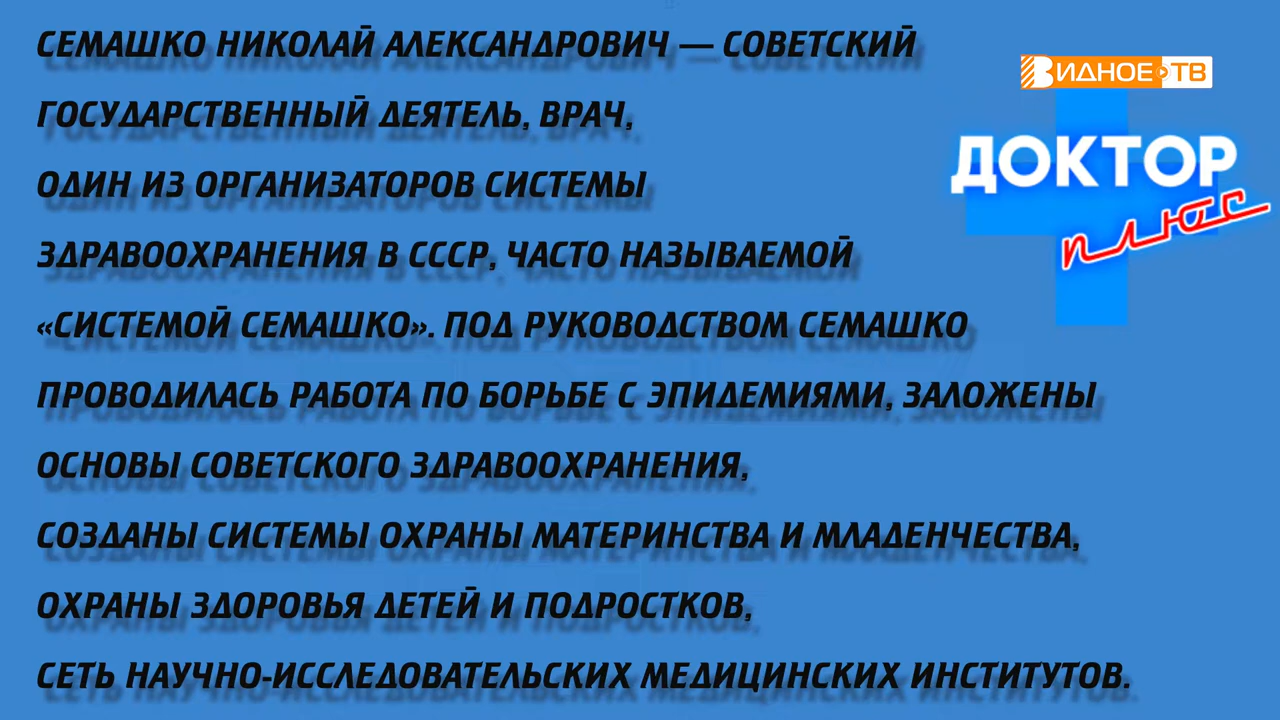 СЕМАШКО НИКОЛАЙ АЛЕКСАНДРОВИЧ — СОВЕТСКИЙ
ГОСУДАРСТВЕННЫЙ ДЕЯТЕЛЬ, ВРАЧ,
ОДИН ИЗ ОРГАНИЗАТОРОВ СИСТЕМЫ
ЗДРАВООХРАНЕНИЯ В СССР, ЧАСТО НАЗЫВАЕМОЙ
«СИСТЕМОЙ СЕМАШКО». ПОД РУКОВОДСТВОМ СЕМАШКО
ПРОВОДИЛАСЬ РАБОТА ПО БОРЬБЕ С ЭПИДЕМИЯМИ, ЗАЛОЖЕНЫ
ОСНОВЫ СОВЕТСКОГО ЗДРАВООХРАНЕНИЯ,
СОЗДАНЫ СИСТЕМЫ ОХРАНЫ МАТЕРИНСТВА И МЛАДЕНЧЕСТВА,
ОХРАНЫ ЗДОРОВЬЯ ДЕТЕЙ И ПОДРОСТКОВ,
СЕТЬ НАУЧНО-ИССЛЕДОВАТЕЛЬСКИХ МЕДИЦИНСКИХ ИНСТИТУТОВ.
ВИДНОЕ ТВ
ДОКТОР
плюс